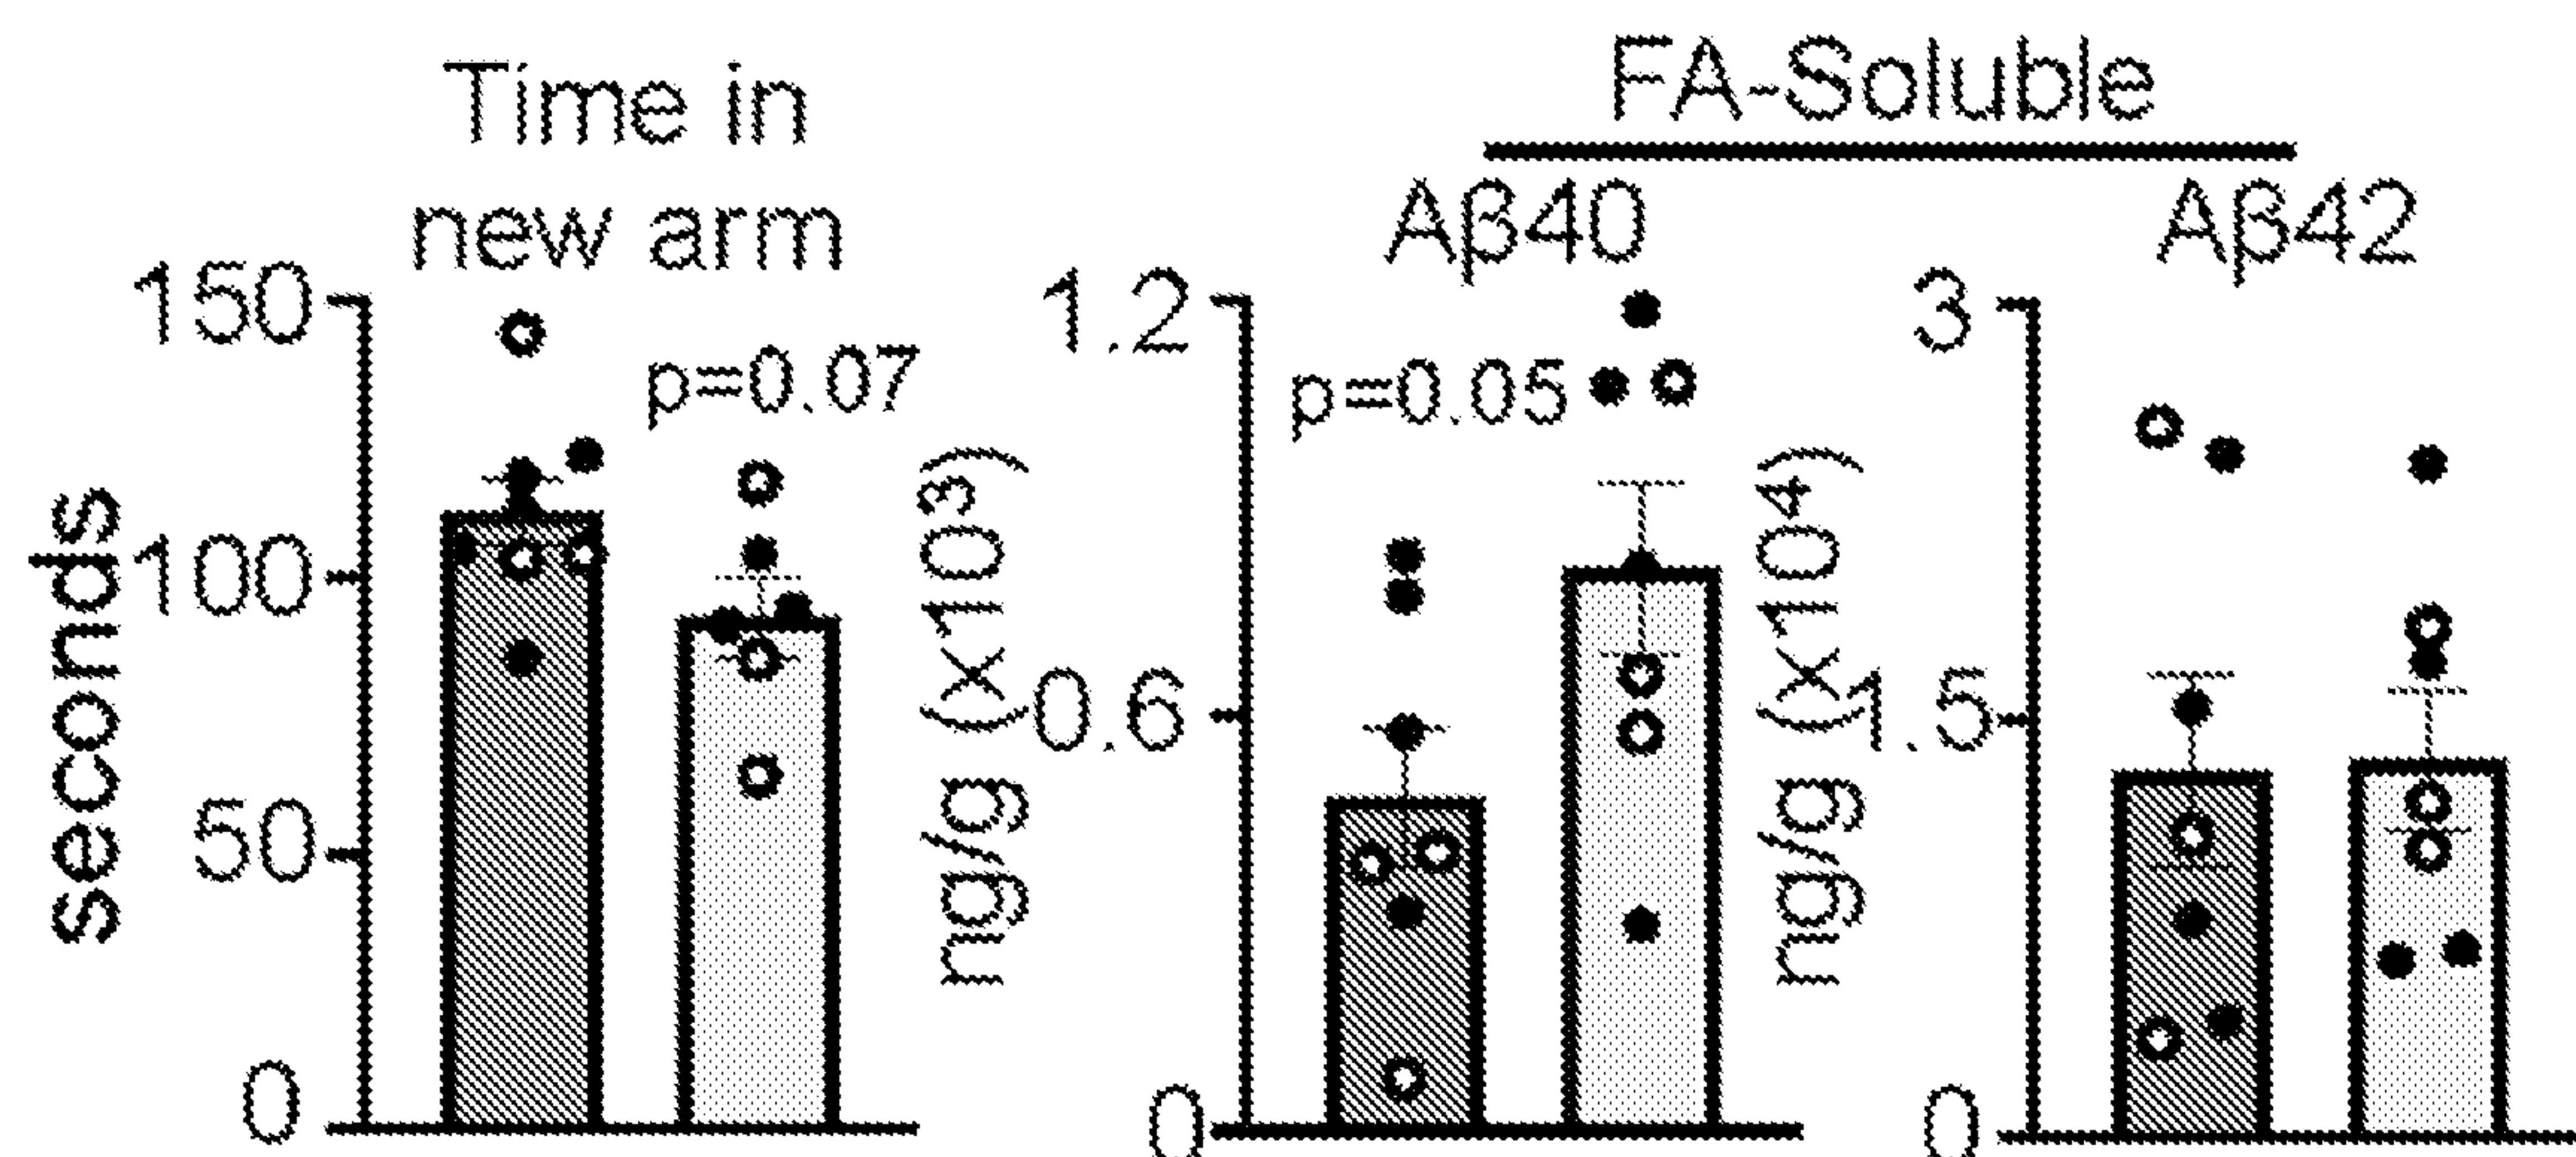 Time in
new arm
seconds
150
100
50
0
p=0.07
FA-Soluble
Aβ40
ng/g (x10³)
1.2
0.6
0
p=0.05
Aβ42
ng/g (x10⁴)
3
1.5
0